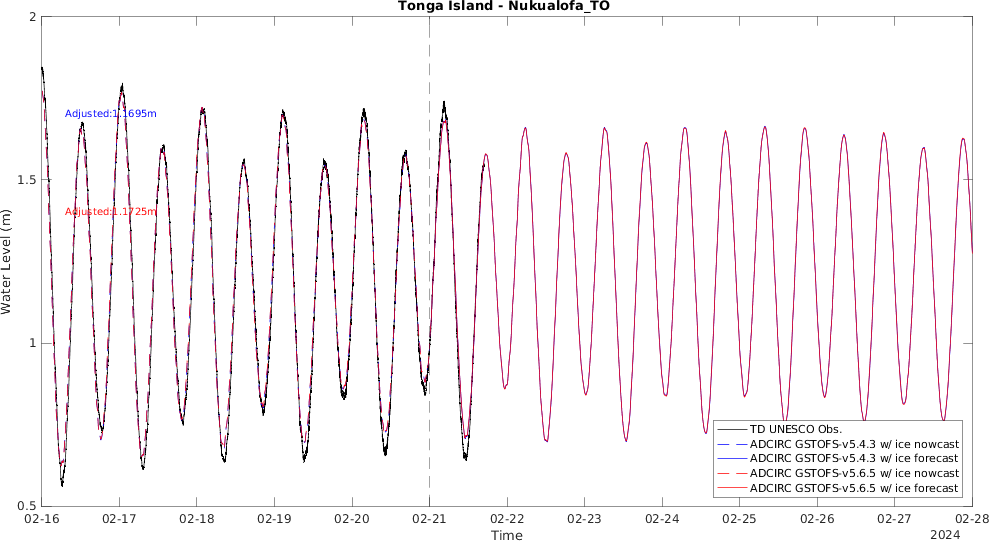 Tonga Island - Nukualofa_TO
2
1.5
1
0.5
Water Level (m)
Adjusted:1.1695m
Adjusted:1.1725m
TD UNESCO Obs.
ADCIRC GSTOFS-v5.4.3 w/ ice nowcast
ADCIRC GSTOFS-v5.4.3 w/ ice forecast
ADCIRC GSTOFS-v5.6.5 w/ ice nowcast
ADCIRC GSTOFS-v5.6.5 w/ ice forecast
02-16 02-17 02-18 02-19 02-20 02-21 02-22 02-23 02-24 02-25 02-26 02-27 02-28
Time
2024